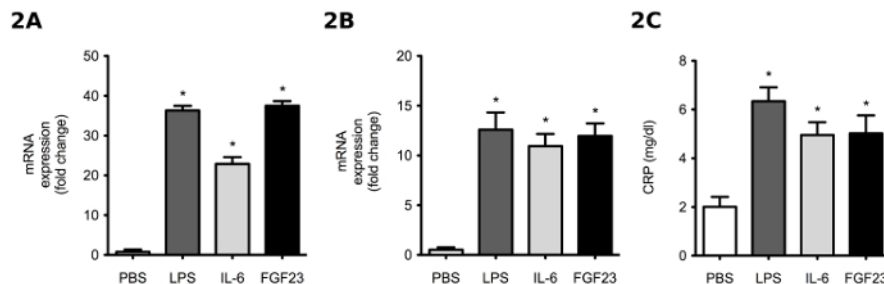 2A
50
40
30
20
10
0
mRNA
expression
(fold change)
*
*
*
PBS
LPS
IL-6
FGF23
2B
20
15
10
5
0
mRNA
expression
(fold change)
*
*
*
PBS
LPS
IL-6
FGF23
2C
8
6
4
2
0
CRP (mg/dl)
*
*
*
PBS
LPS
IL-6
FGF23